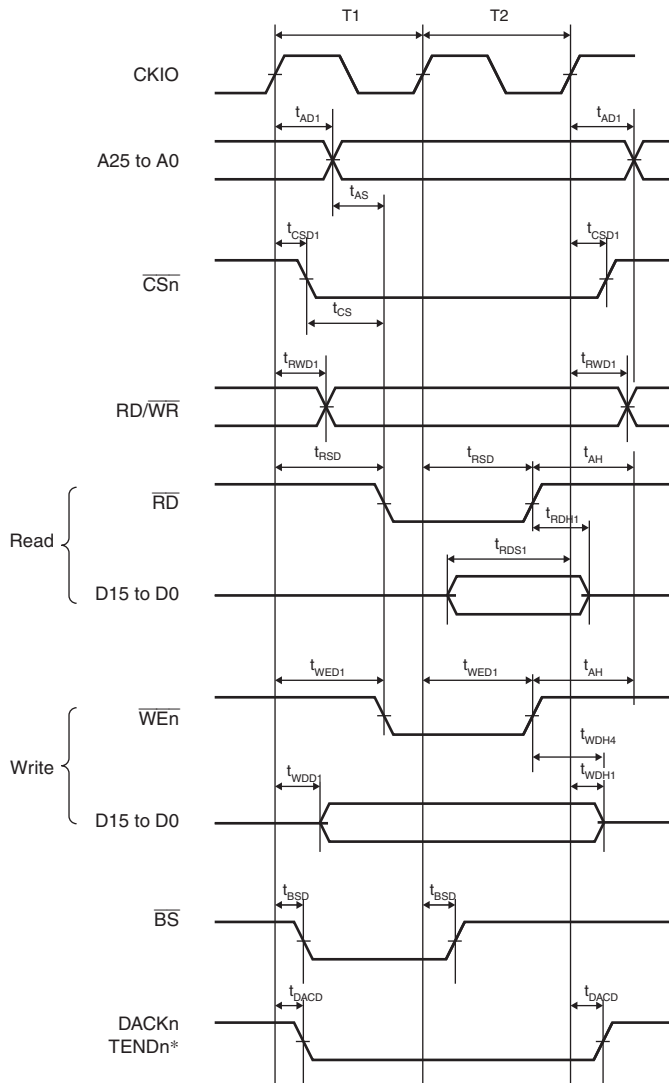 T1 T2
CKIO
tAD1 tAD1
A25 to A0
tAS
tCSD1 tCSD1
CSn
tCS
tRWD1 tRWD1
RD/WR
tRSD tRSD tAH
RD
tRDH1
Read
tRDS1
D15 to D0
tWED1 tWED1 tAH
WEn
tWDH4
Write
tWDD1 tWDH1
D15 to D0
tBSD tBSD
BS
tDACD tDACD
DACKn
TENDn*